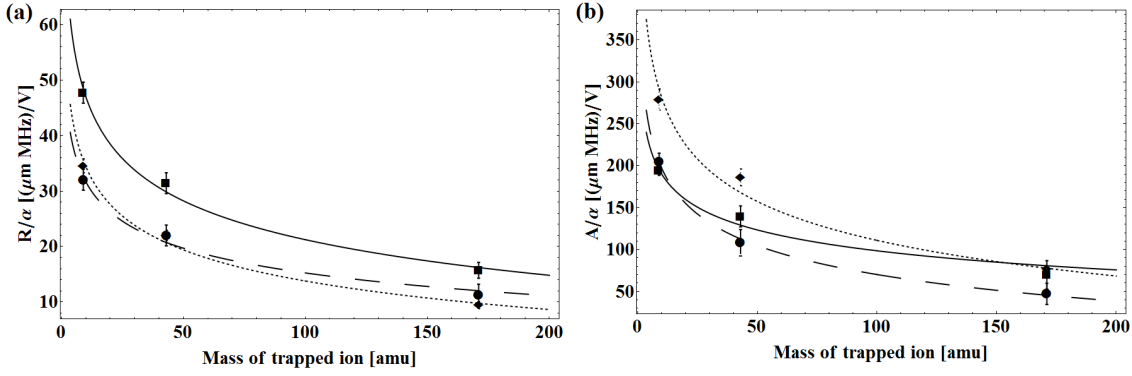 (a)
60
50
40
30
20
10
R/α [(μm MHz)/V]
0 50 100 150 200
Mass of trapped ion [amu]
(b)
350
300
250
200
150
100
50
A/α [(μm MHz)/V]
0 50 100 150 200
Mass of trapped ion [amu]